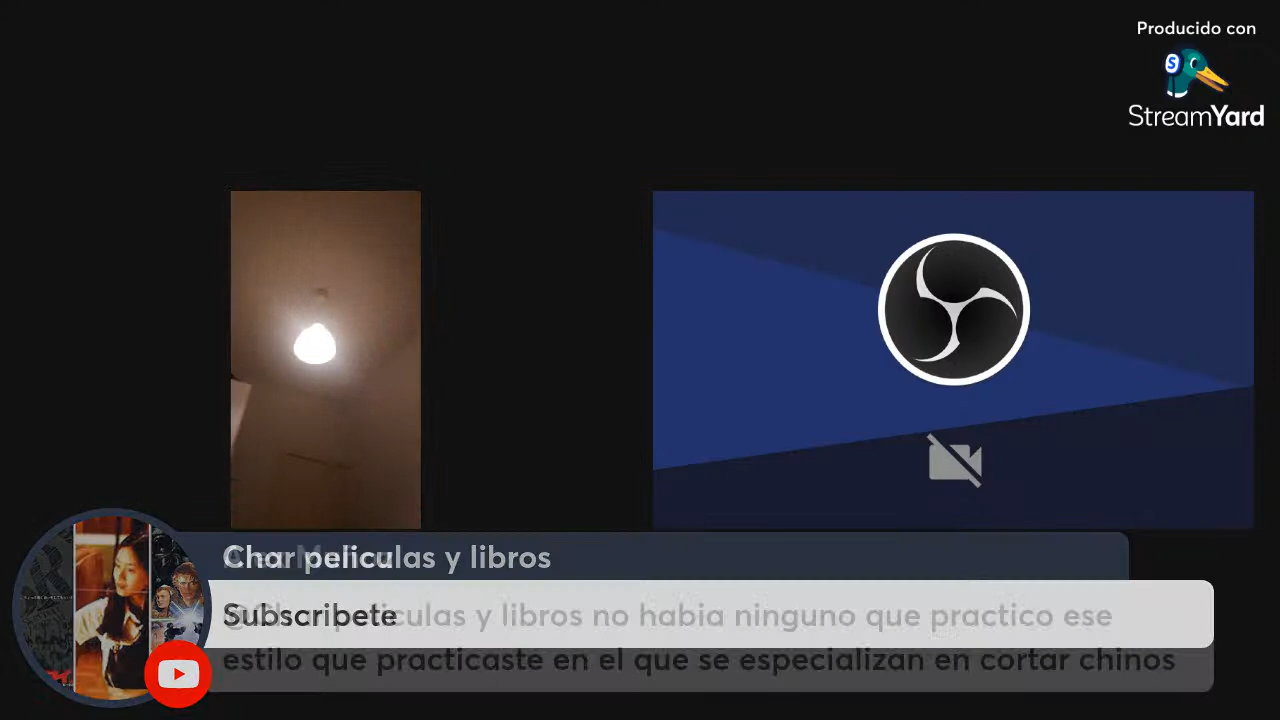 Producido con
StreamYard
Char peliculas y libros
Subscribete
peliculas y libros no habia ninguno que practico ese
estilo que practicaste en el que se especializan en cortar chinos